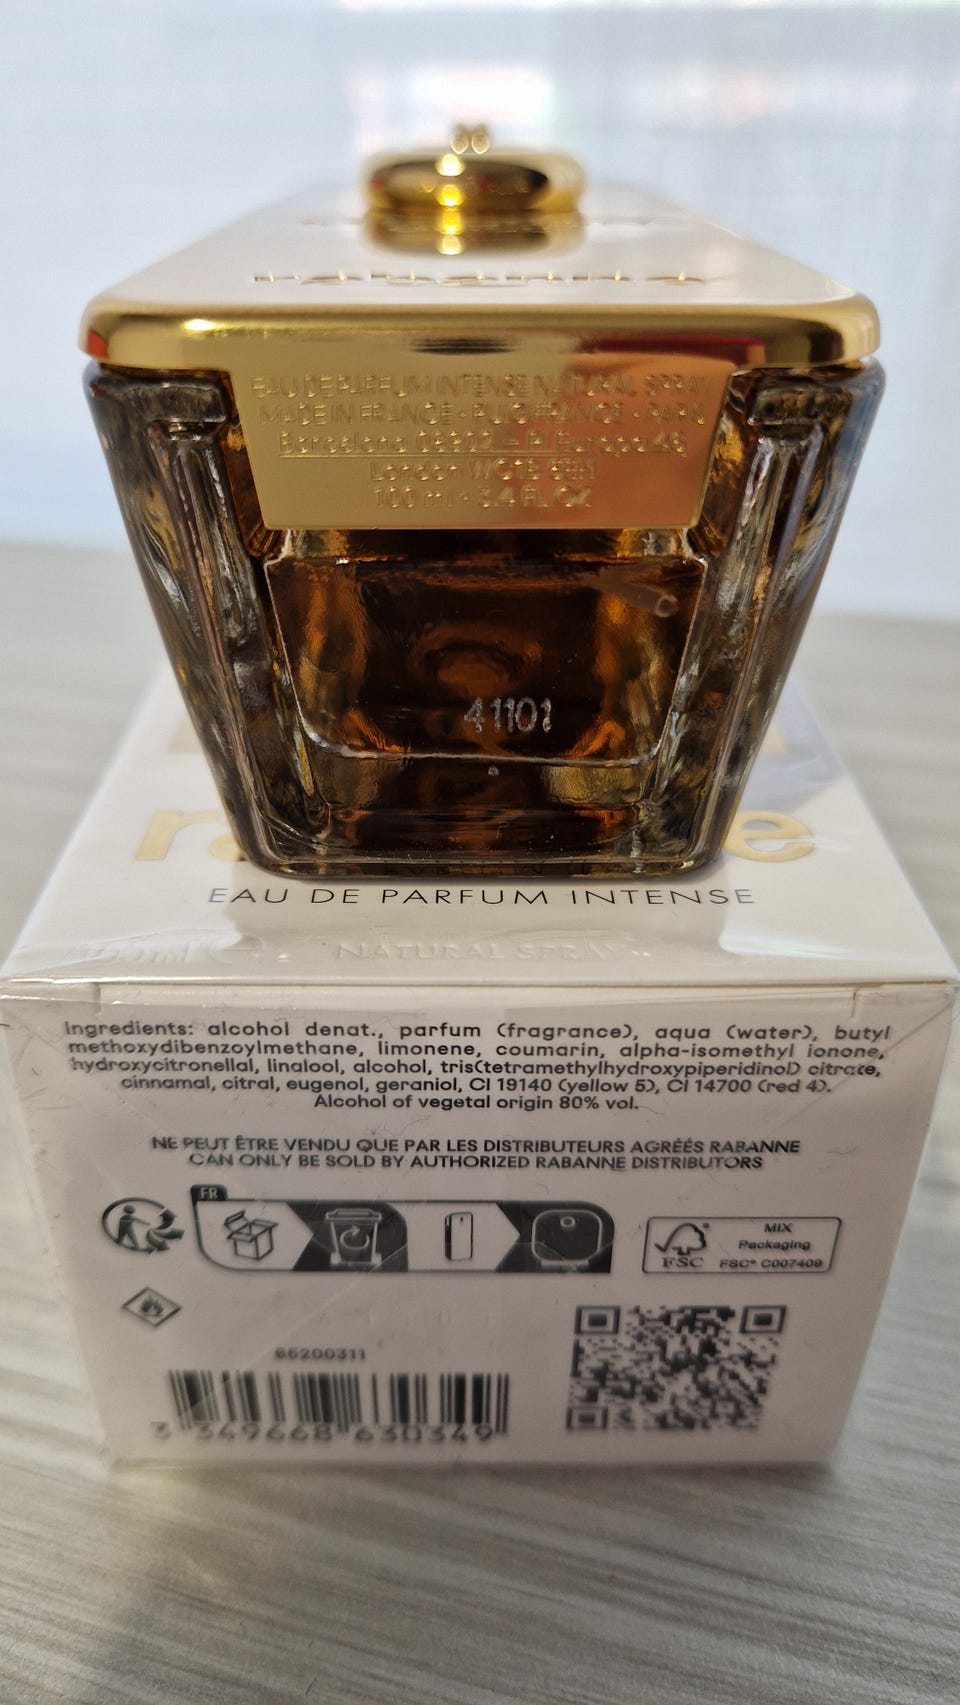 rabanne
EAU DE PARFUM INTENSE NATURAL SPRAY
MADE IN FRANCE - PUIG FRANCE - PARIS
Barcelona 08902 - Pl Europa 46
London WC1B 5EH
100 ml - 3.4 FL OZ
41101
r e
EAU DE PARFUM INTENSE
NATURAL SPRAY
Ingredients: alcohol denat., parfum (fragrance), aqua (water), butyl
methoxydibenzoylmethane, limonene, coumarin, alpha-isomethyl ionone,
hydroxycitronellal, linalool, alcohol, tris(tetramethylhydroxypiperidinol) citrate,
cinnamal, citral, eugenol, geraniol, CI 19140 (yellow 5), CI 14700 (red 4).
Alcohol of vegetal origin 80% vol.
NE PEUT ÊTRE VENDU QUE PAR LES DISTRIBUTEURS AGRÉÉS RABANNE
CAN ONLY BE SOLD BY AUTHORIZED RABANNE DISTRIBUTORS
FR
MIX
Packaging
FSC FSC® C007409
66200311
3 349668 630349